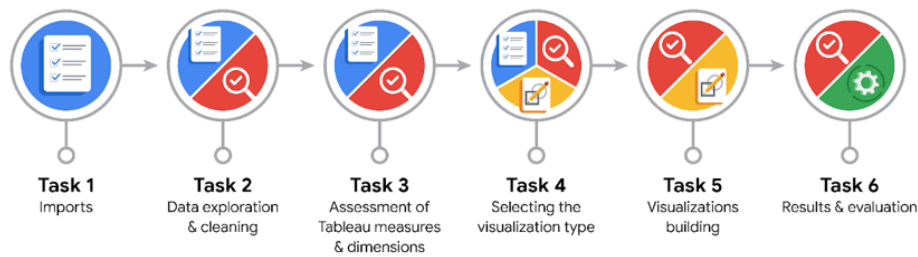 Task 1
Imports
Task 2
Data exploration
& cleaning
Task 3
Assessment of
Tableau measures
& dimensions
Task 4
Selecting the
visualization type
Task 5
Visualizations
building
Task 6
Results & evaluation